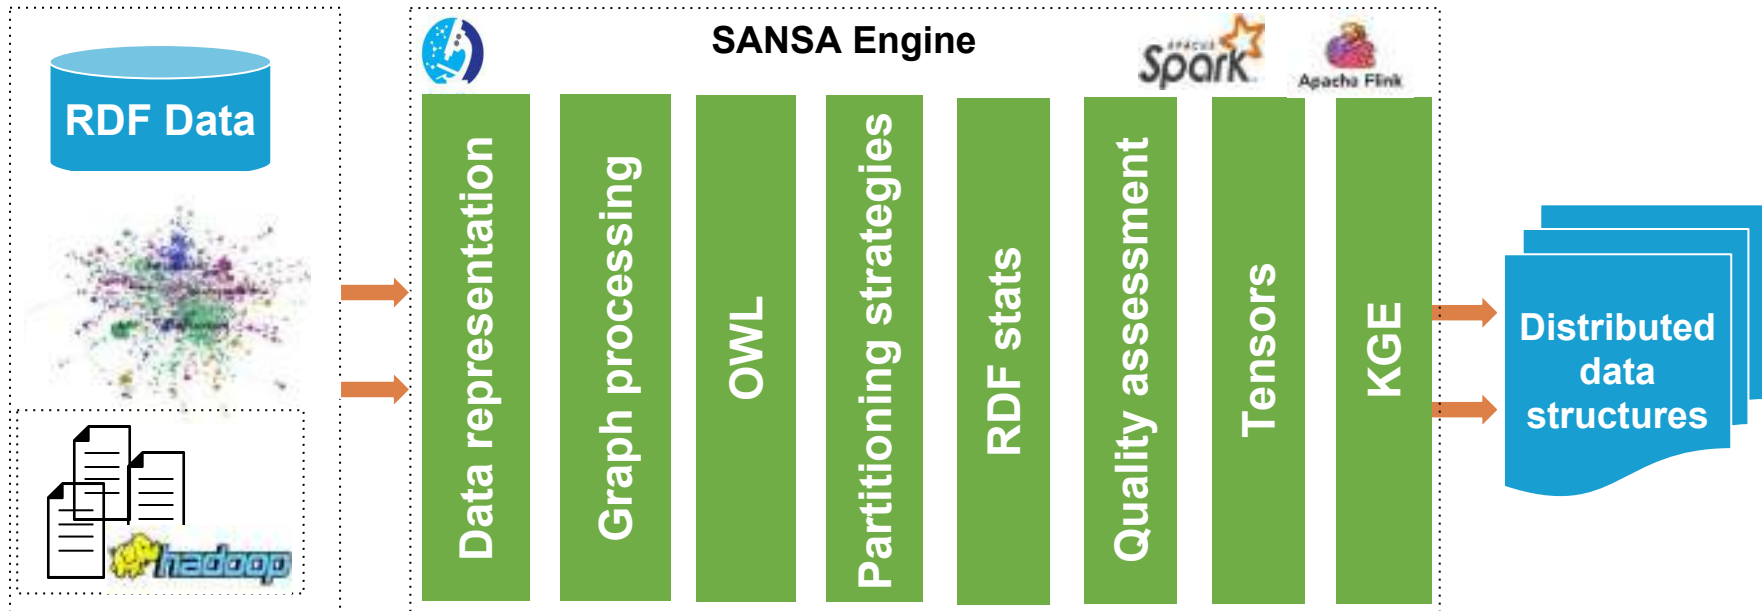 RDF Data
hadoop
SANSA Engine
APACHE
Spark
Apache Flink
Data representation
Graph processing
OWL
Partitioning strategies
RDF stats
Quality assessment
Tensors
KGE
Distributed
data
structures